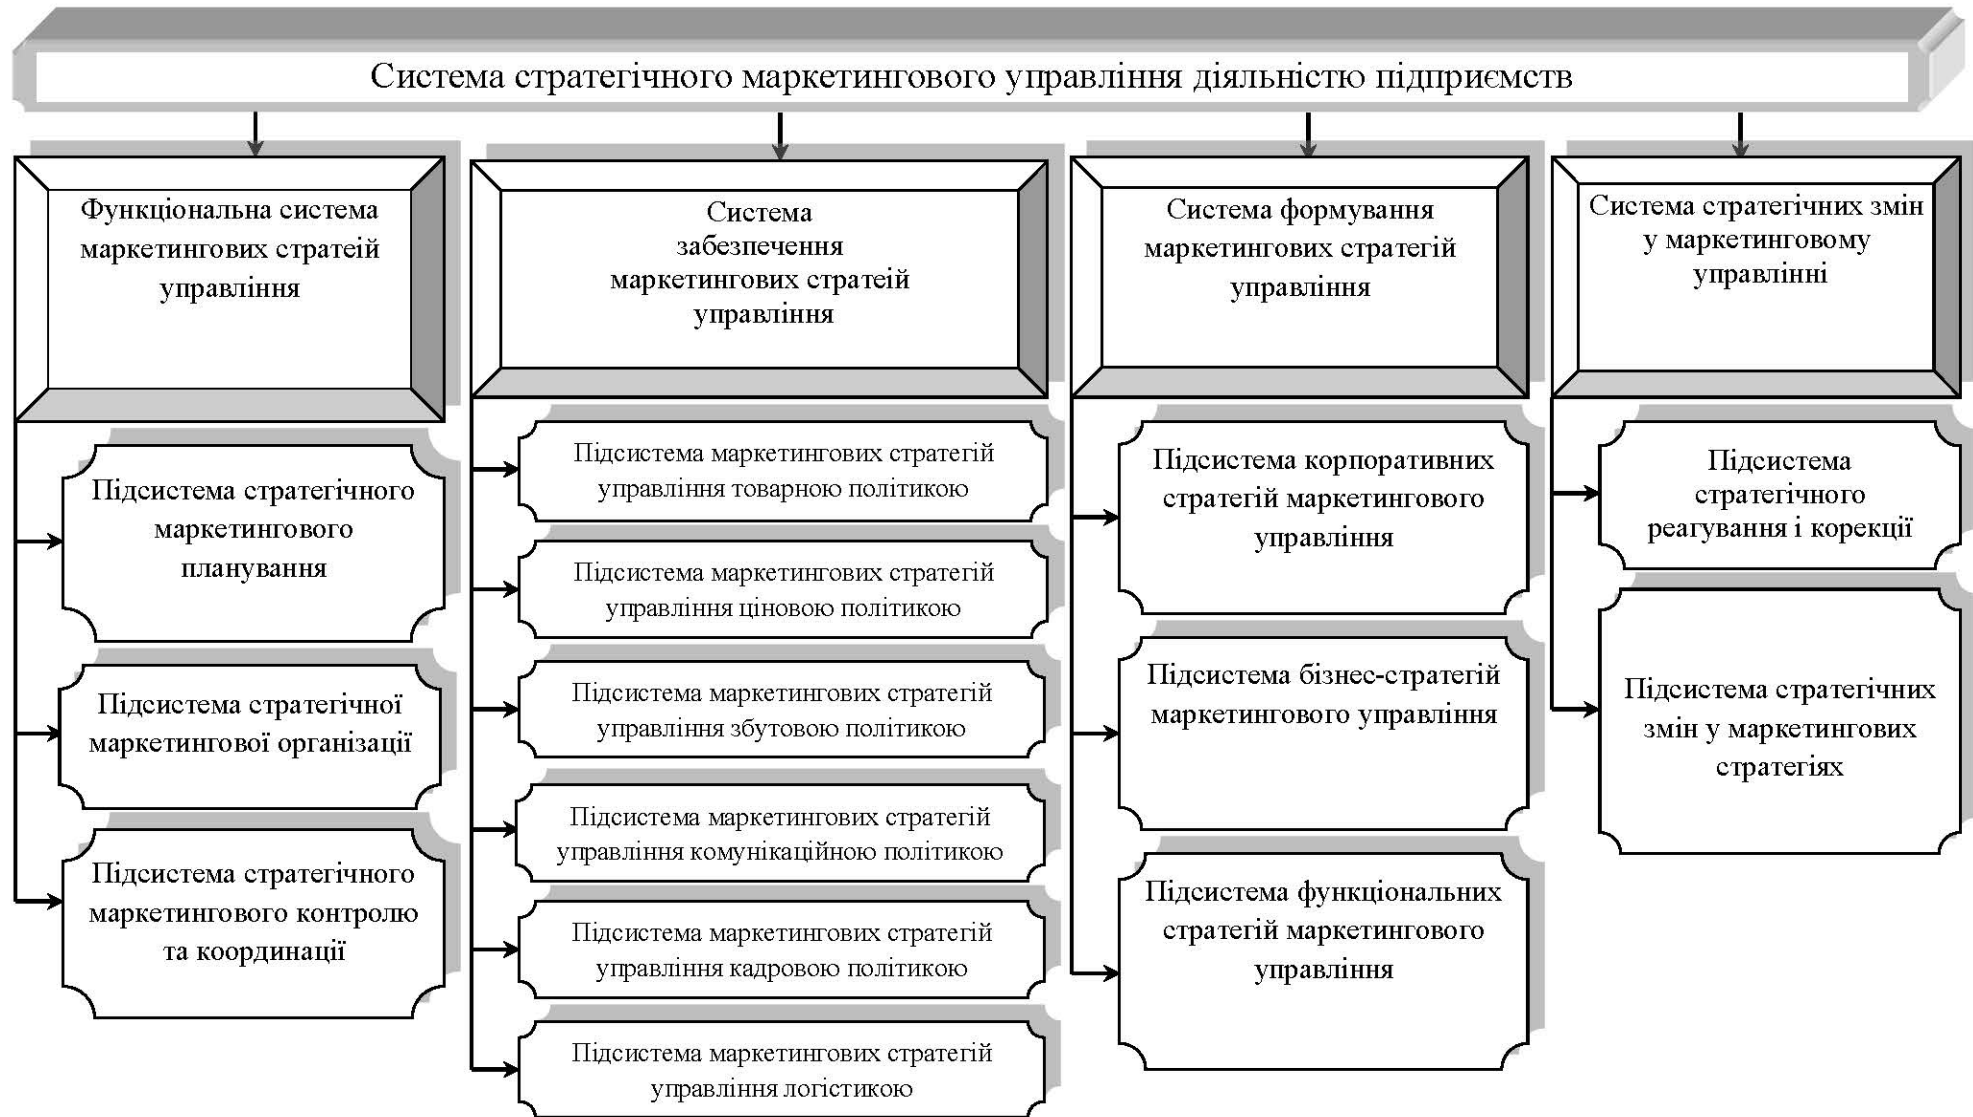 Система стратегічного маркетингового управління діяльністю підприємств
Функціональна система
маркетингових стратеій
управління
Підсистема стратегічного
маркетингового
планування
Підсистема стратегічної
маркетингової організації
Підсистема стратегічного
маркетингового контролю
та координації
Система
забезпечення
маркетингових стратеій
управління
Підсистема маркетингових стратегій
управління товарною політикою
Підсистема маркетингових стратегій
управління ціновою політикою
Підсистема маркетингових стратегій
управління збутовою політикою
Підсистема маркетингових стратегій
управління комунікаційною політикою
Підсистема маркетингових стратегій
управління кадровою політикою
Підсистема маркетингових стратегій
управління логістикою
Система формування
маркетингових стратегій
управління
Підсистема корпоративних
стратегій маркетингового
управління
Підсистема бізнес-стратегій
маркетингового управління
Підсистема функціональних
стратегій маркетингового
управління
Система стратегічних змін
у маркетинговому
управлінні
Підсистема
стратегічного
реагування і корекції
Підсистема стратегічних
змін у маркетингових
стратегіях